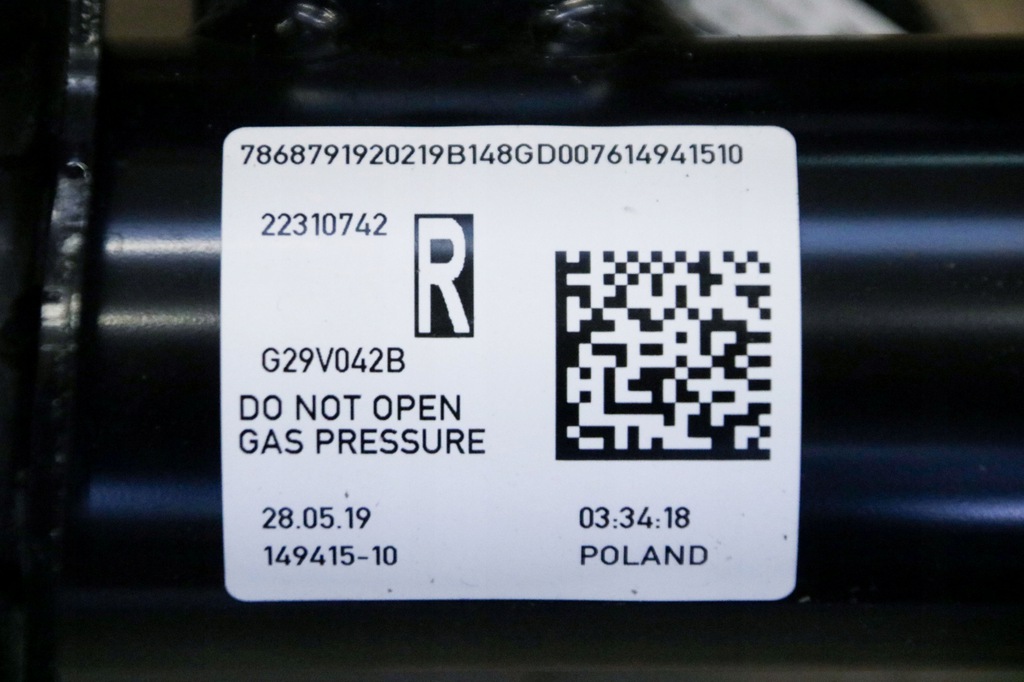 7868791920219B148GD007614941510
22310742
R
G29V042B
DO NOT OPEN
GAS PRESSURE
28.05.19
03:34:18
149415-10
POLAND